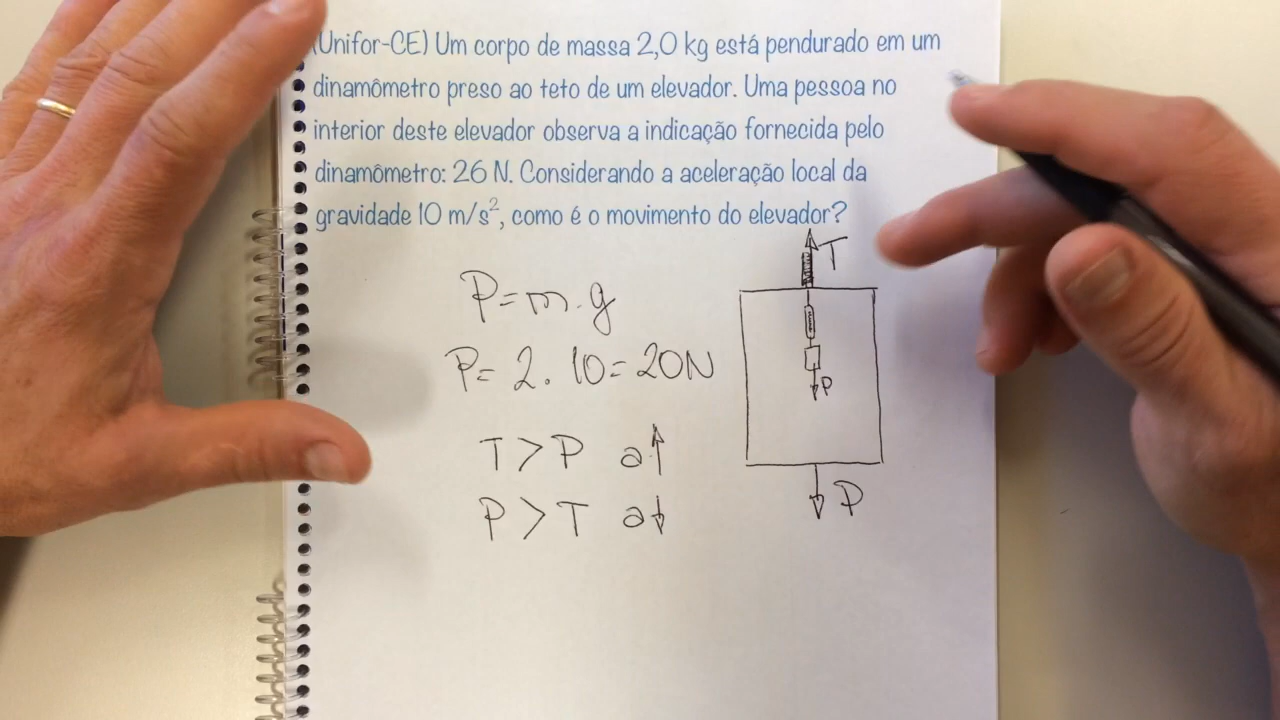 (Unifor-CE) Um corpo de massa 2,0 kg está pendurado em um
dinamômetro preso ao teto de um elevador. Uma pessoa no
interior deste elevador observa a indicação fornecida pelo
dinamômetro: 26 N. Considerando a aceleração local da
gravidade 10 m/s², como é o movimento do elevador?
P=m.g
P= 2. 10=20N
T>P a↑
P>T a↓
T
P
P